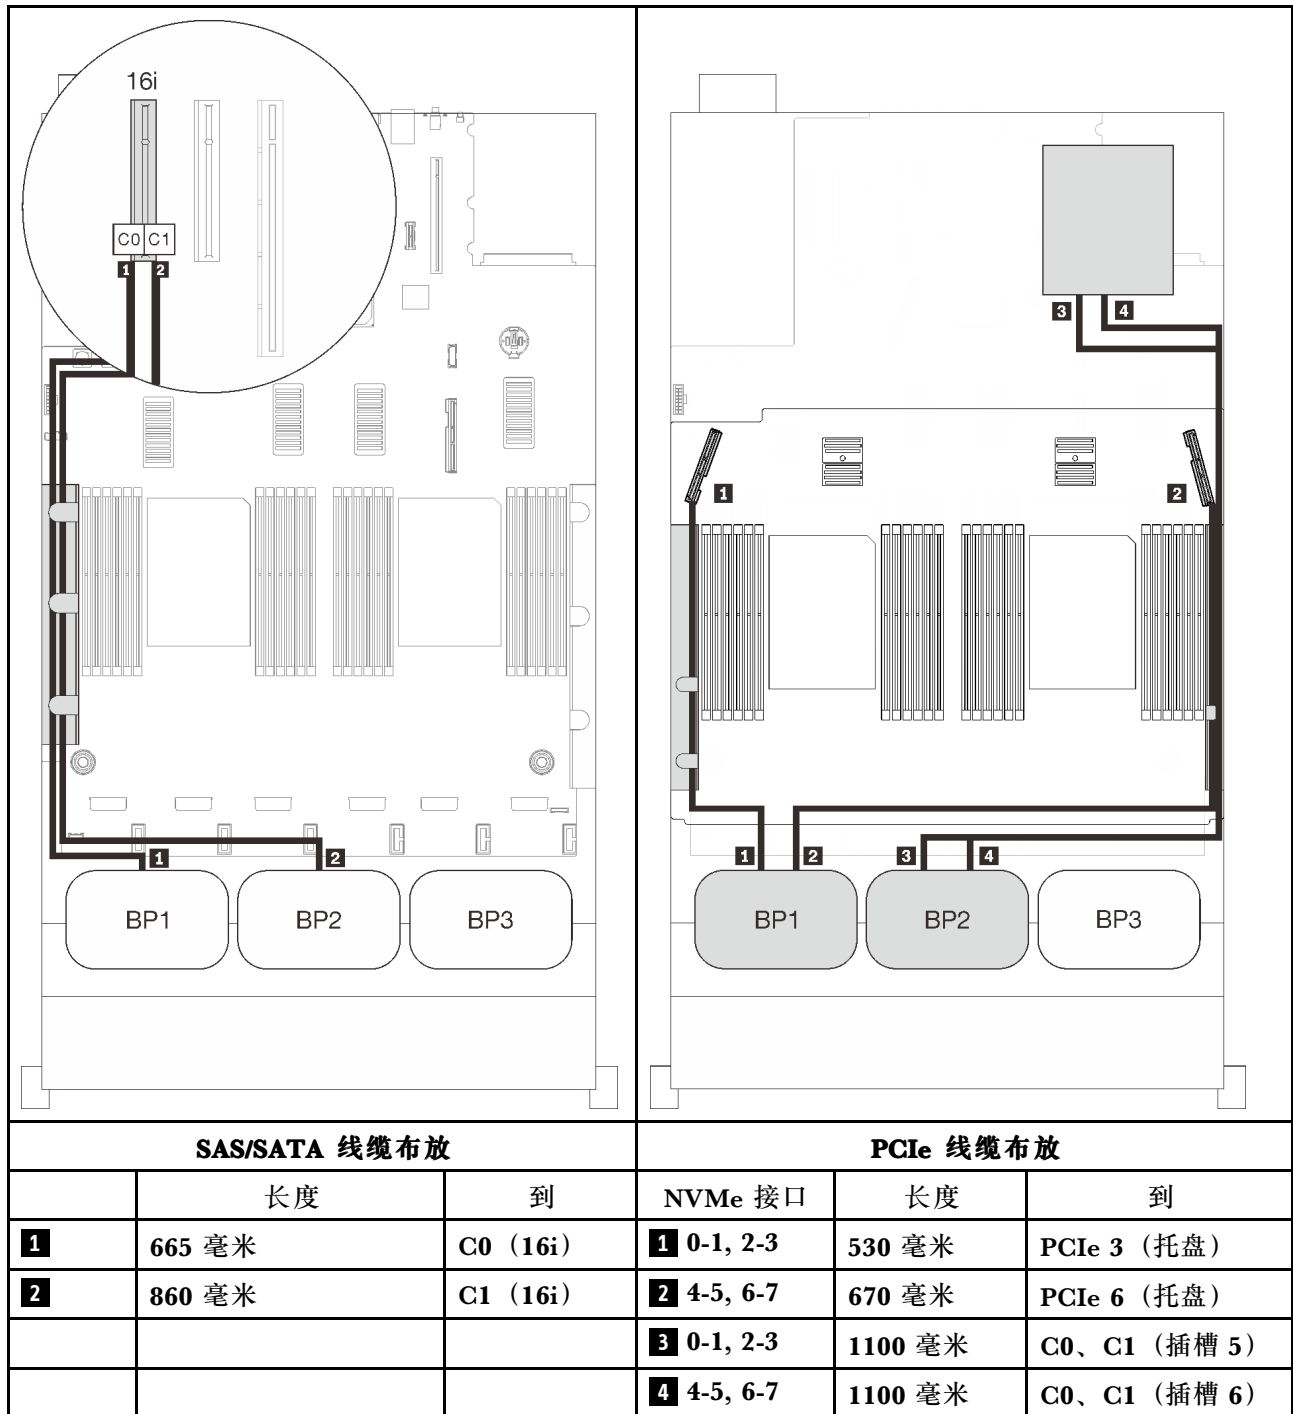 16i
C0 C1
1 2
1 2
BP1 BP2 BP3
3 4
1 2
1 2 3 4
BP1 BP2 BP3
SAS/SATA 线缆布放 PCIe 线缆布放
长度 到 NVMe 接口 长度 到
1 665 毫米 C0（16i） 1 0-1, 2-3 530 毫米 PCIe 3（托盘）
2 860 毫米 C1（16i） 2 4-5, 6-7 670 毫米 PCIe 6（托盘）
3 0-1, 2-3 1100 毫米 C0、C1（插槽 5）
4 4-5, 6-7 1100 毫米 C0、C1（插槽 6）